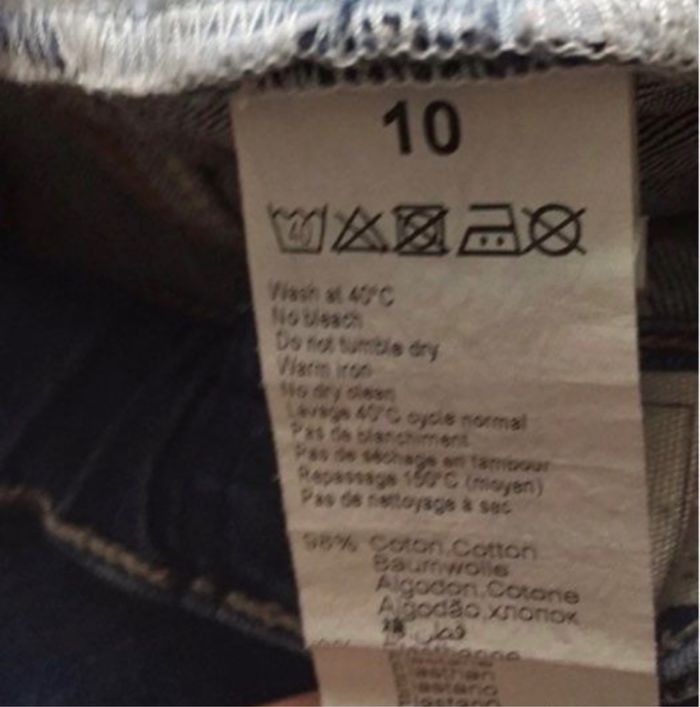 10
40
Wash at 40°C
No bleach
Do not tumble dry
Warm iron
No dry clean
Lavage 40°C cycle normal
Pas de blanchiment
Pas de séchage en tambour
Repassage 150°C (moyen)
Pas de nettoyage à sec
98% Coton.Cotton
Baumwolle
Algodon.Cotone
Algodão.хлопок
قطن
Elasthanne